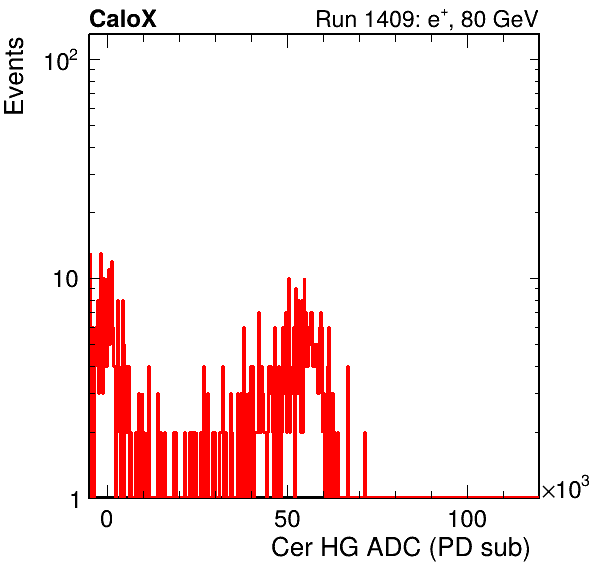 CaloX Run 1409: e⁺, 80 GeV
Events
10²
10
1
0 50 100 ×10³
Cer HG ADC (PD sub)